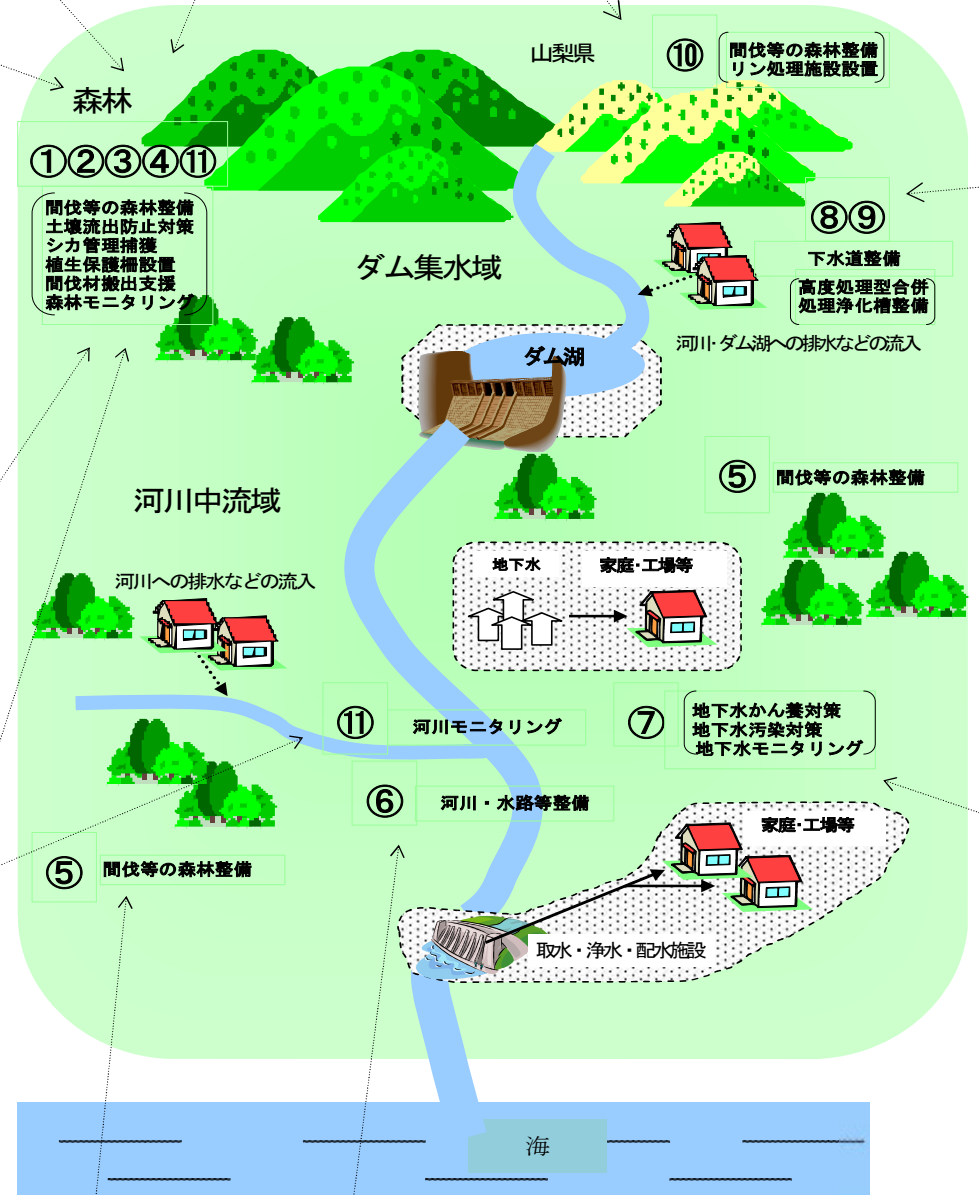 山梨県
⑩
間伐等の森林整備
リン処理施設設置
森林
①②③④⑪
間伐等の森林整備
土壌流出防止対策
シカ管理捕獲
植生保護柵設置
間伐材搬出支援
森林モニタリング
⑧⑨
下水道整備
高度処理型合併
処理浄化槽整備
ダム集水域
河川・ダム湖への排水などの流入
ダム湖
⑤
間伐等の森林整備
河川中流域
地下水
家庭・工場等
河川への排水などの流入
⑪
河川モニタリング
⑦
地下水かん養対策
地下水汚染対策
地下水モニタリング
⑥
河川・水路等整備
家庭・工場等
⑤
間伐等の森林整備
取水・浄水・配水施設
海